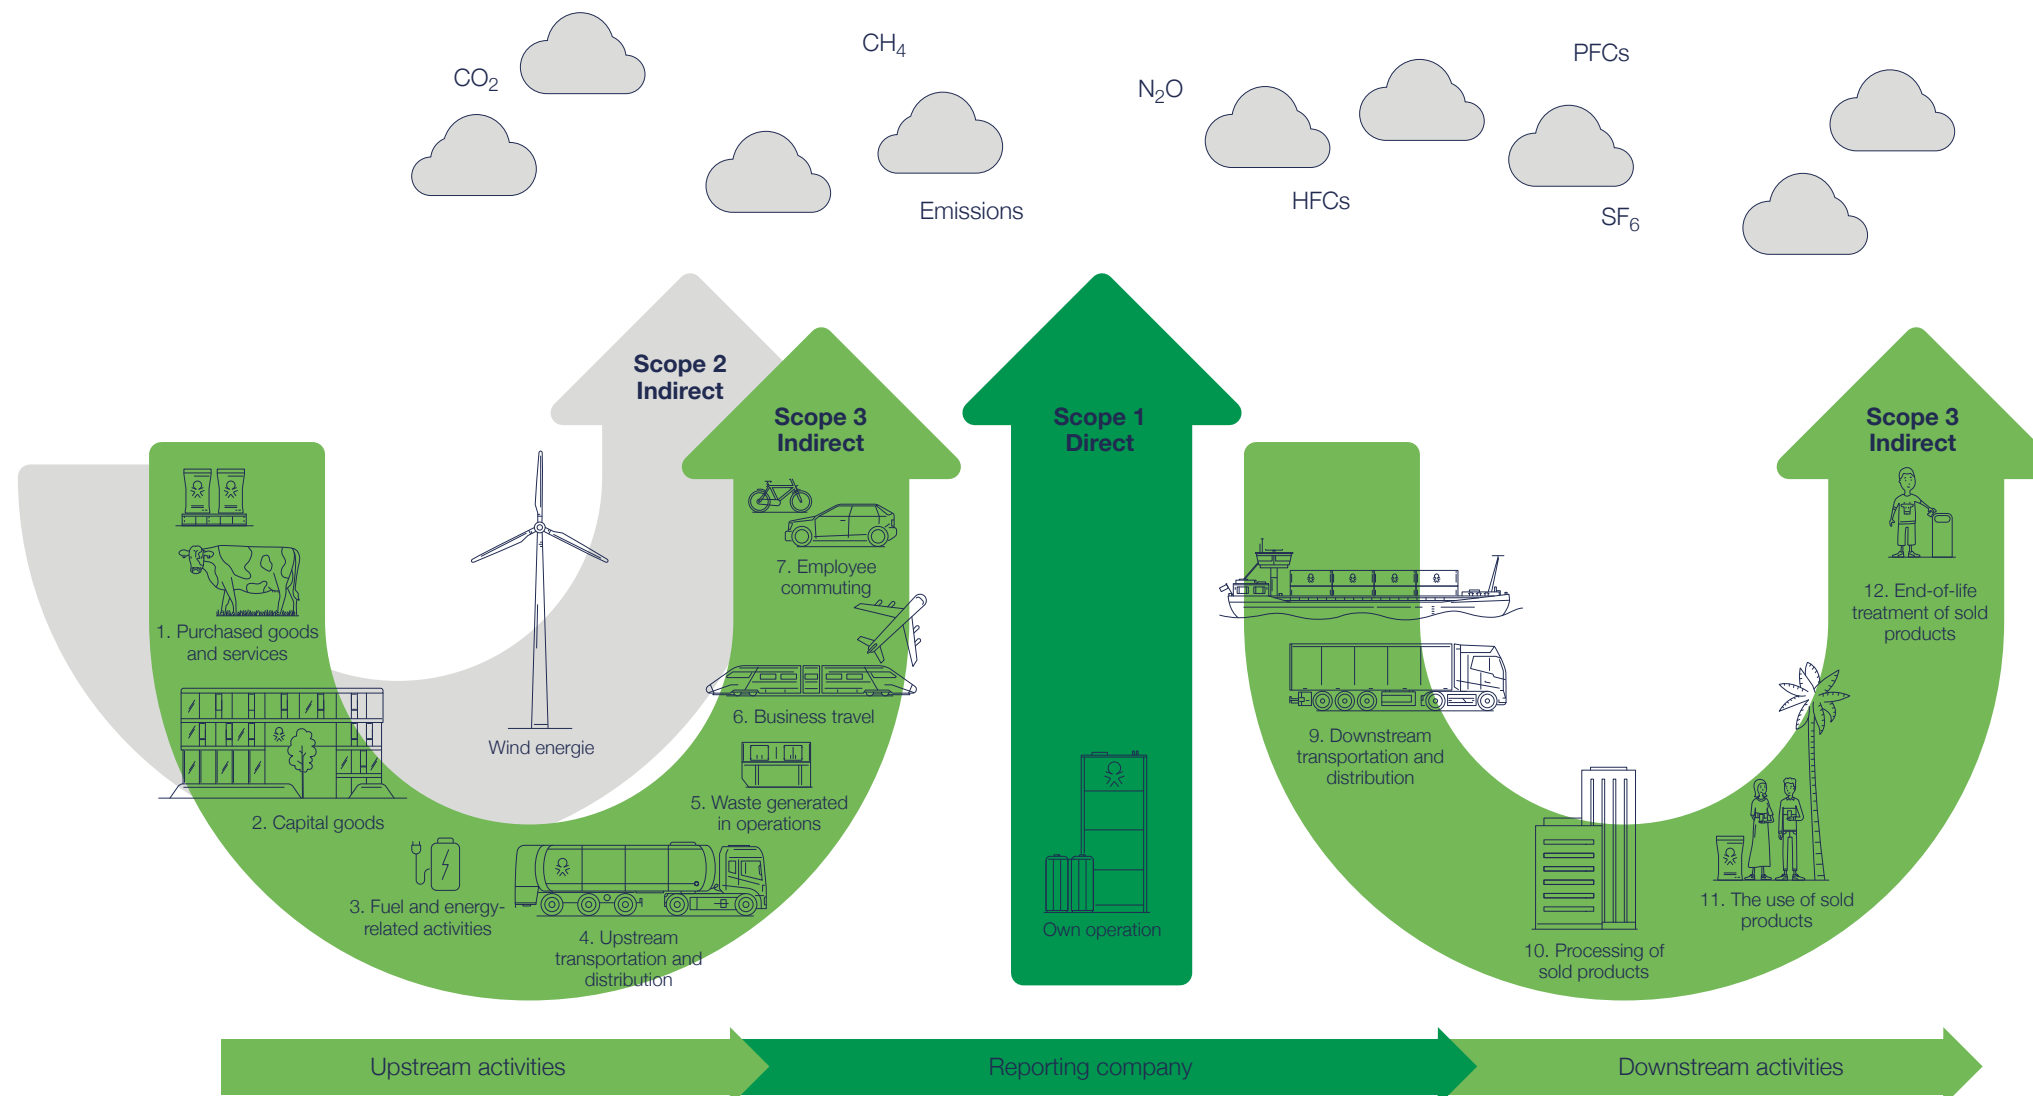 CO₂
CH₄
Emissions
N₂O
HFCs
PFCs
SF₆
Scope 2
Indirect
Scope 3
Indirect
Scope 1
Direct
Scope 3
Indirect
1. Purchased goods
and services
2. Capital goods
3. Fuel and energy-
related activities
4. Upstream
transportation and
distribution
5. Waste generated
in operations
6. Business travel
7. Employee
commuting
Wind energie
Own operation
9. Downstream
transportation and
distribution
10. Processing of
sold products
11. The use of sold
products
12. End-of-life
treatment of sold
products
Upstream activities
Reporting company
Downstream activities